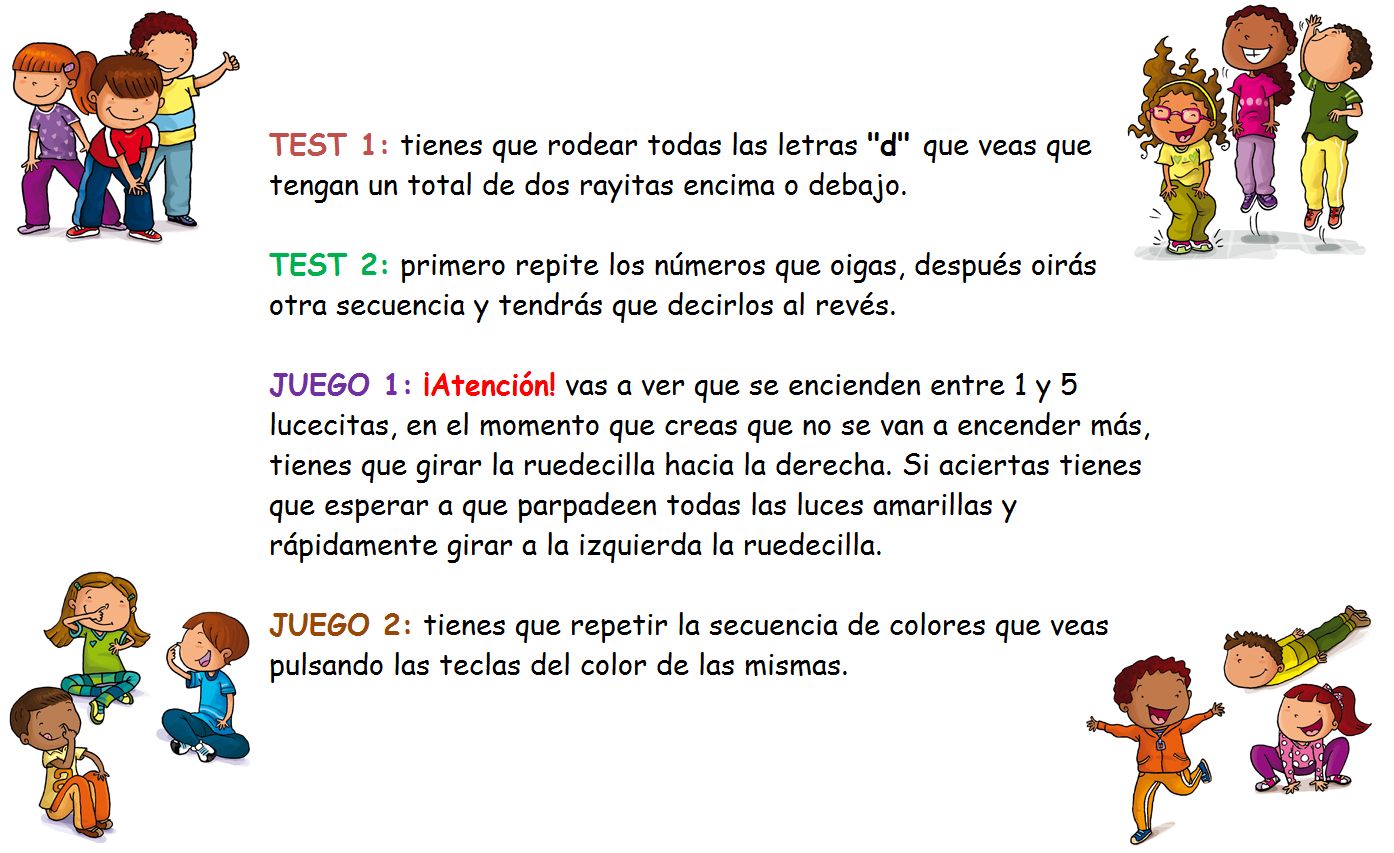 TEST 1: tienes que rodear todas las letras "d" que veas que
tengan un total de dos rayitas encima o debajo.
TEST 2: primero repite los números que oigas, después oirás
otra secuencia y tendrás que decirlos al revés.
JUEGO 1: ¡Atención! vas a ver que se encienden entre 1 y 5
lucecitas, en el momento que creas que no se van a encender más,
tienes que girar la ruedecilla hacia la derecha. Si aciertas tienes
que esperar a que parpadeen todas las luces amarillas y
rápidamente girar a la izquierda la ruedecilla.
JUEGO 2: tienes que repetir la secuencia de colores que veas
pulsando las teclas del color de las mismas.